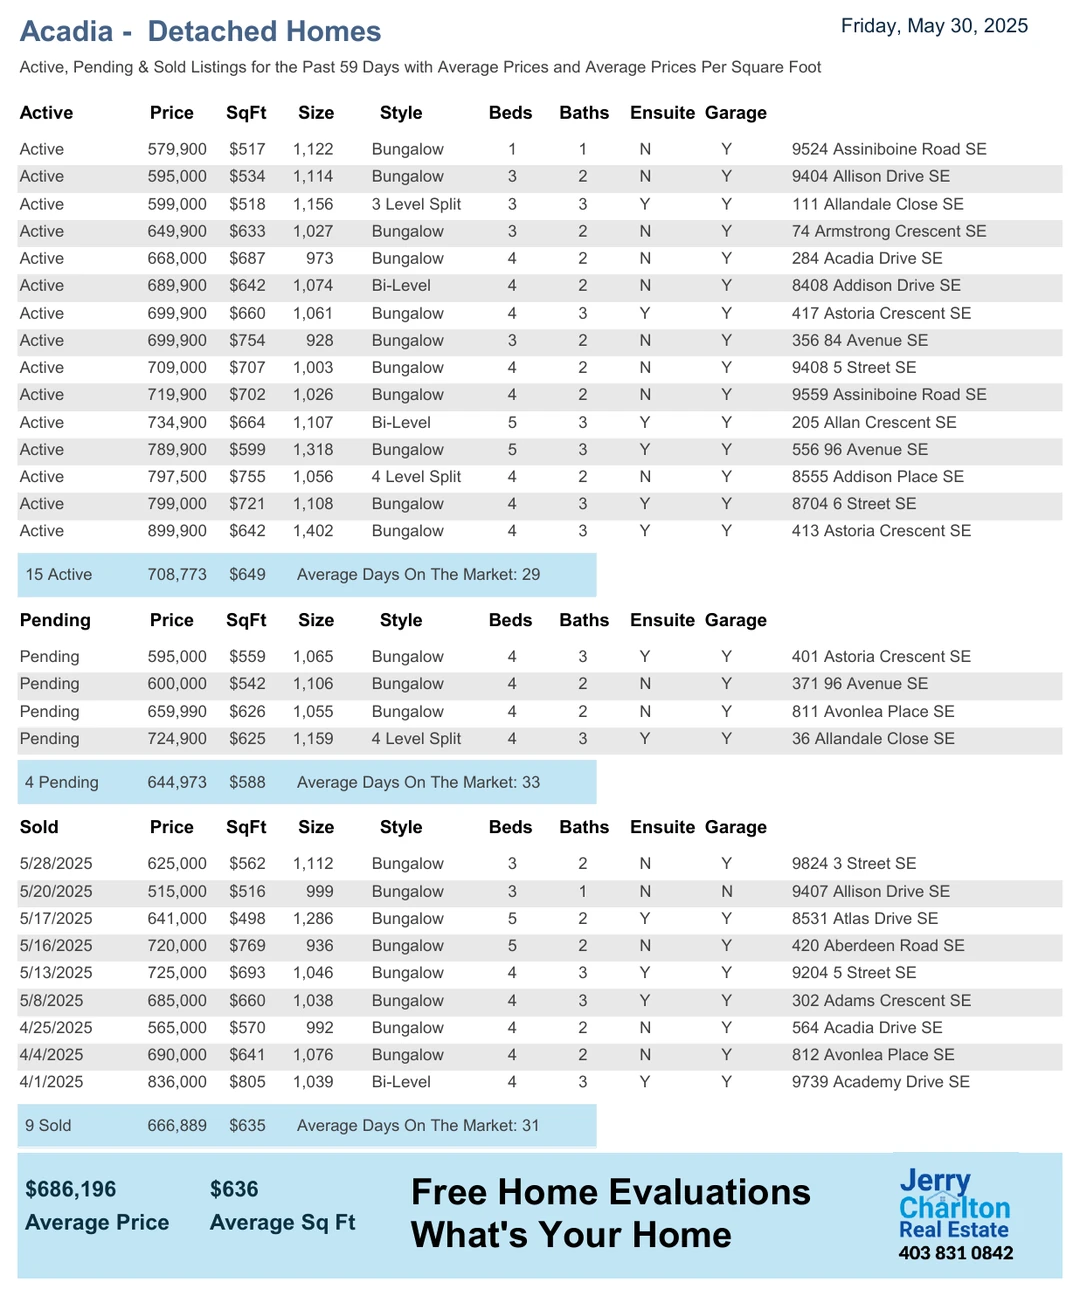 Acadia - Detached Homes
Friday, May 30, 2025
Active, Pending & Sold Listings for the Past 59 Days with Average Prices and Average Prices Per Square Foot
Active Price SqFt Size Style Beds Baths Ensuite Garage
Active 579,900 $517 1,122 Bungalow 1 1 N Y 9524 Assiniboine Road SE
Active 595,000 $534 1,114 Bungalow 3 2 N Y 9404 Allison Drive SE
Active 599,000 $518 1,156 3 Level Split 3 3 Y Y 111 Allandale Close SE
Active 649,900 $633 1,027 Bungalow 3 2 N Y 74 Armstrong Crescent SE
Active 668,000 $687 973 Bungalow 4 2 N Y 284 Acadia Drive SE
Active 689,900 $642 1,074 Bi-Level 4 2 N Y 8408 Addison Drive SE
Active 699,900 $660 1,061 Bungalow 4 3 Y Y 417 Astoria Crescent SE
Active 699,900 $754 928 Bungalow 3 2 N Y 356 84 Avenue SE
Active 709,000 $707 1,003 Bungalow 4 2 N Y 9408 5 Street SE
Active 719,900 $702 1,026 Bungalow 4 2 N Y 9559 Assiniboine Road SE
Active 734,900 $664 1,107 Bi-Level 5 3 Y Y 205 Allan Crescent SE
Active 789,900 $599 1,318 Bungalow 5 3 Y Y 556 96 Avenue SE
Active 797,500 $755 1,056 4 Level Split 4 2 N Y 8555 Addison Place SE
Active 799,000 $721 1,108 Bungalow 4 3 Y Y 8704 6 Street SE
Active 899,900 $642 1,402 Bungalow 4 3 Y Y 413 Astoria Crescent SE
15 Active 708,773 $649 Average Days On The Market: 29
Pending Price SqFt Size Style Beds Baths Ensuite Garage
Pending 595,000 $559 1,065 Bungalow 4 3 Y Y 401 Astoria Crescent SE
Pending 600,000 $542 1,106 Bungalow 4 2 N Y 371 96 Avenue SE
Pending 659,990 $626 1,055 Bungalow 4 2 N Y 811 Avonlea Place SE
Pending 724,900 $625 1,159 4 Level Split 4 3 Y Y 36 Allandale Close SE
4 Pending 644,973 $588 Average Days On The Market: 33
Sold Price SqFt Size Style Beds Baths Ensuite Garage
5/28/2025 625,000 $562 1,112 Bungalow 3 2 N Y 9824 3 Street SE
5/20/2025 515,000 $516 999 Bungalow 3 1 N N 9407 Allison Drive SE
5/17/2025 641,000 $498 1,286 Bungalow 5 2 Y Y 8531 Atlas Drive SE
5/16/2025 720,000 $769 936 Bungalow 5 2 N Y 420 Aberdeen Road SE
5/13/2025 725,000 $693 1,046 Bungalow 4 3 Y Y 9204 5 Street SE
5/8/2025 685,000 $660 1,038 Bungalow 4 3 Y Y 302 Adams Crescent SE
4/25/2025 565,000 $570 992 Bungalow 4 2 N Y 564 Acadia Drive SE
4/4/2025 690,000 $641 1,076 Bungalow 4 2 N Y 812 Avonlea Place SE
4/1/2025 836,000 $805 1,039 Bi-Level 4 3 Y Y 9739 Academy Drive SE
9 Sold 666,889 $635 Average Days On The Market: 31
$686,196 $636
Average Price Average Sq Ft
Free Home Evaluations
What's Your Home
Jerry
Charlton
Real Estate
403 831 0842